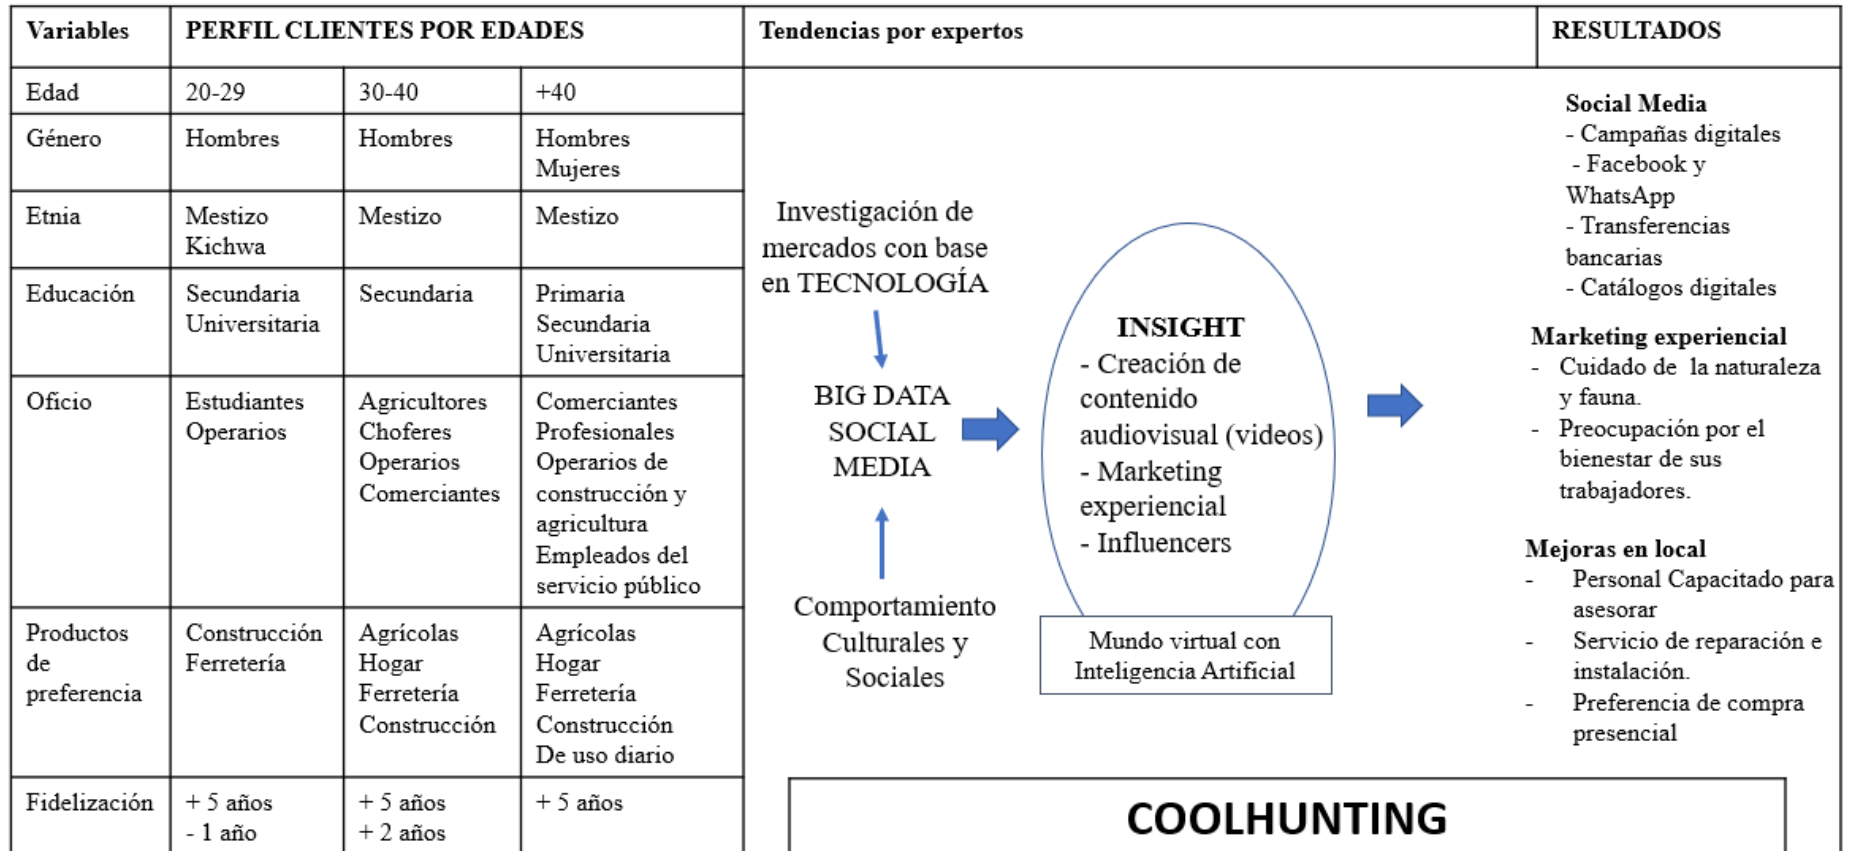 Variables
PERFIL CLIENTES POR EDADES
Tendencias por expertos
RESULTADOS
Edad
20-29
30-40
+40
Género
Hombres
Hombres
Hombres
Mujeres
Etnia
Mestizo
Kichwa
Mestizo
Mestizo
Educación
Secundaria
Universitaria
Secundaria
Primaria
Secundaria
Universitaria
Oficio
Estudiantes
Operarios
Agricultores
Choferes
Operarios
Comerciantes
Comerciantes
Profesionales
Operarios de
construcción y
agricultura
Empleados del
servicio público
Productos
de
preferencia
Construcción
Ferretería
Agrícolas
Hogar
Ferretería
Construcción
Agrícolas
Hogar
Ferretería
Construcción
De uso diario
Fidelización
+ 5 años
- 1 año
+ 5 años
+ 2 años
+ 5 años
Investigación de
mercados con base
en TECNOLOGÍA
BIG DATA
SOCIAL
MEDIA
Comportamiento
Culturales y
Sociales
INSIGHT
- Creación de
contenido
audiovisual (videos)
- Marketing
experiencial
- Influencers
Mundo virtual con
Inteligencia Artificial
Social Media
- Campañas digitales
- Facebook y
WhatsApp
- Transferencias
bancarias
- Catálogos digitales
Marketing experiencial
- Cuidado de la naturaleza
y fauna.
- Preocupación por el
bienestar de sus
trabajadores.
Mejoras en local
- Personal Capacitado para
asesorar
- Servicio de reparación e
instalación.
- Preferencia de compra
presencial
COOLHUNTING